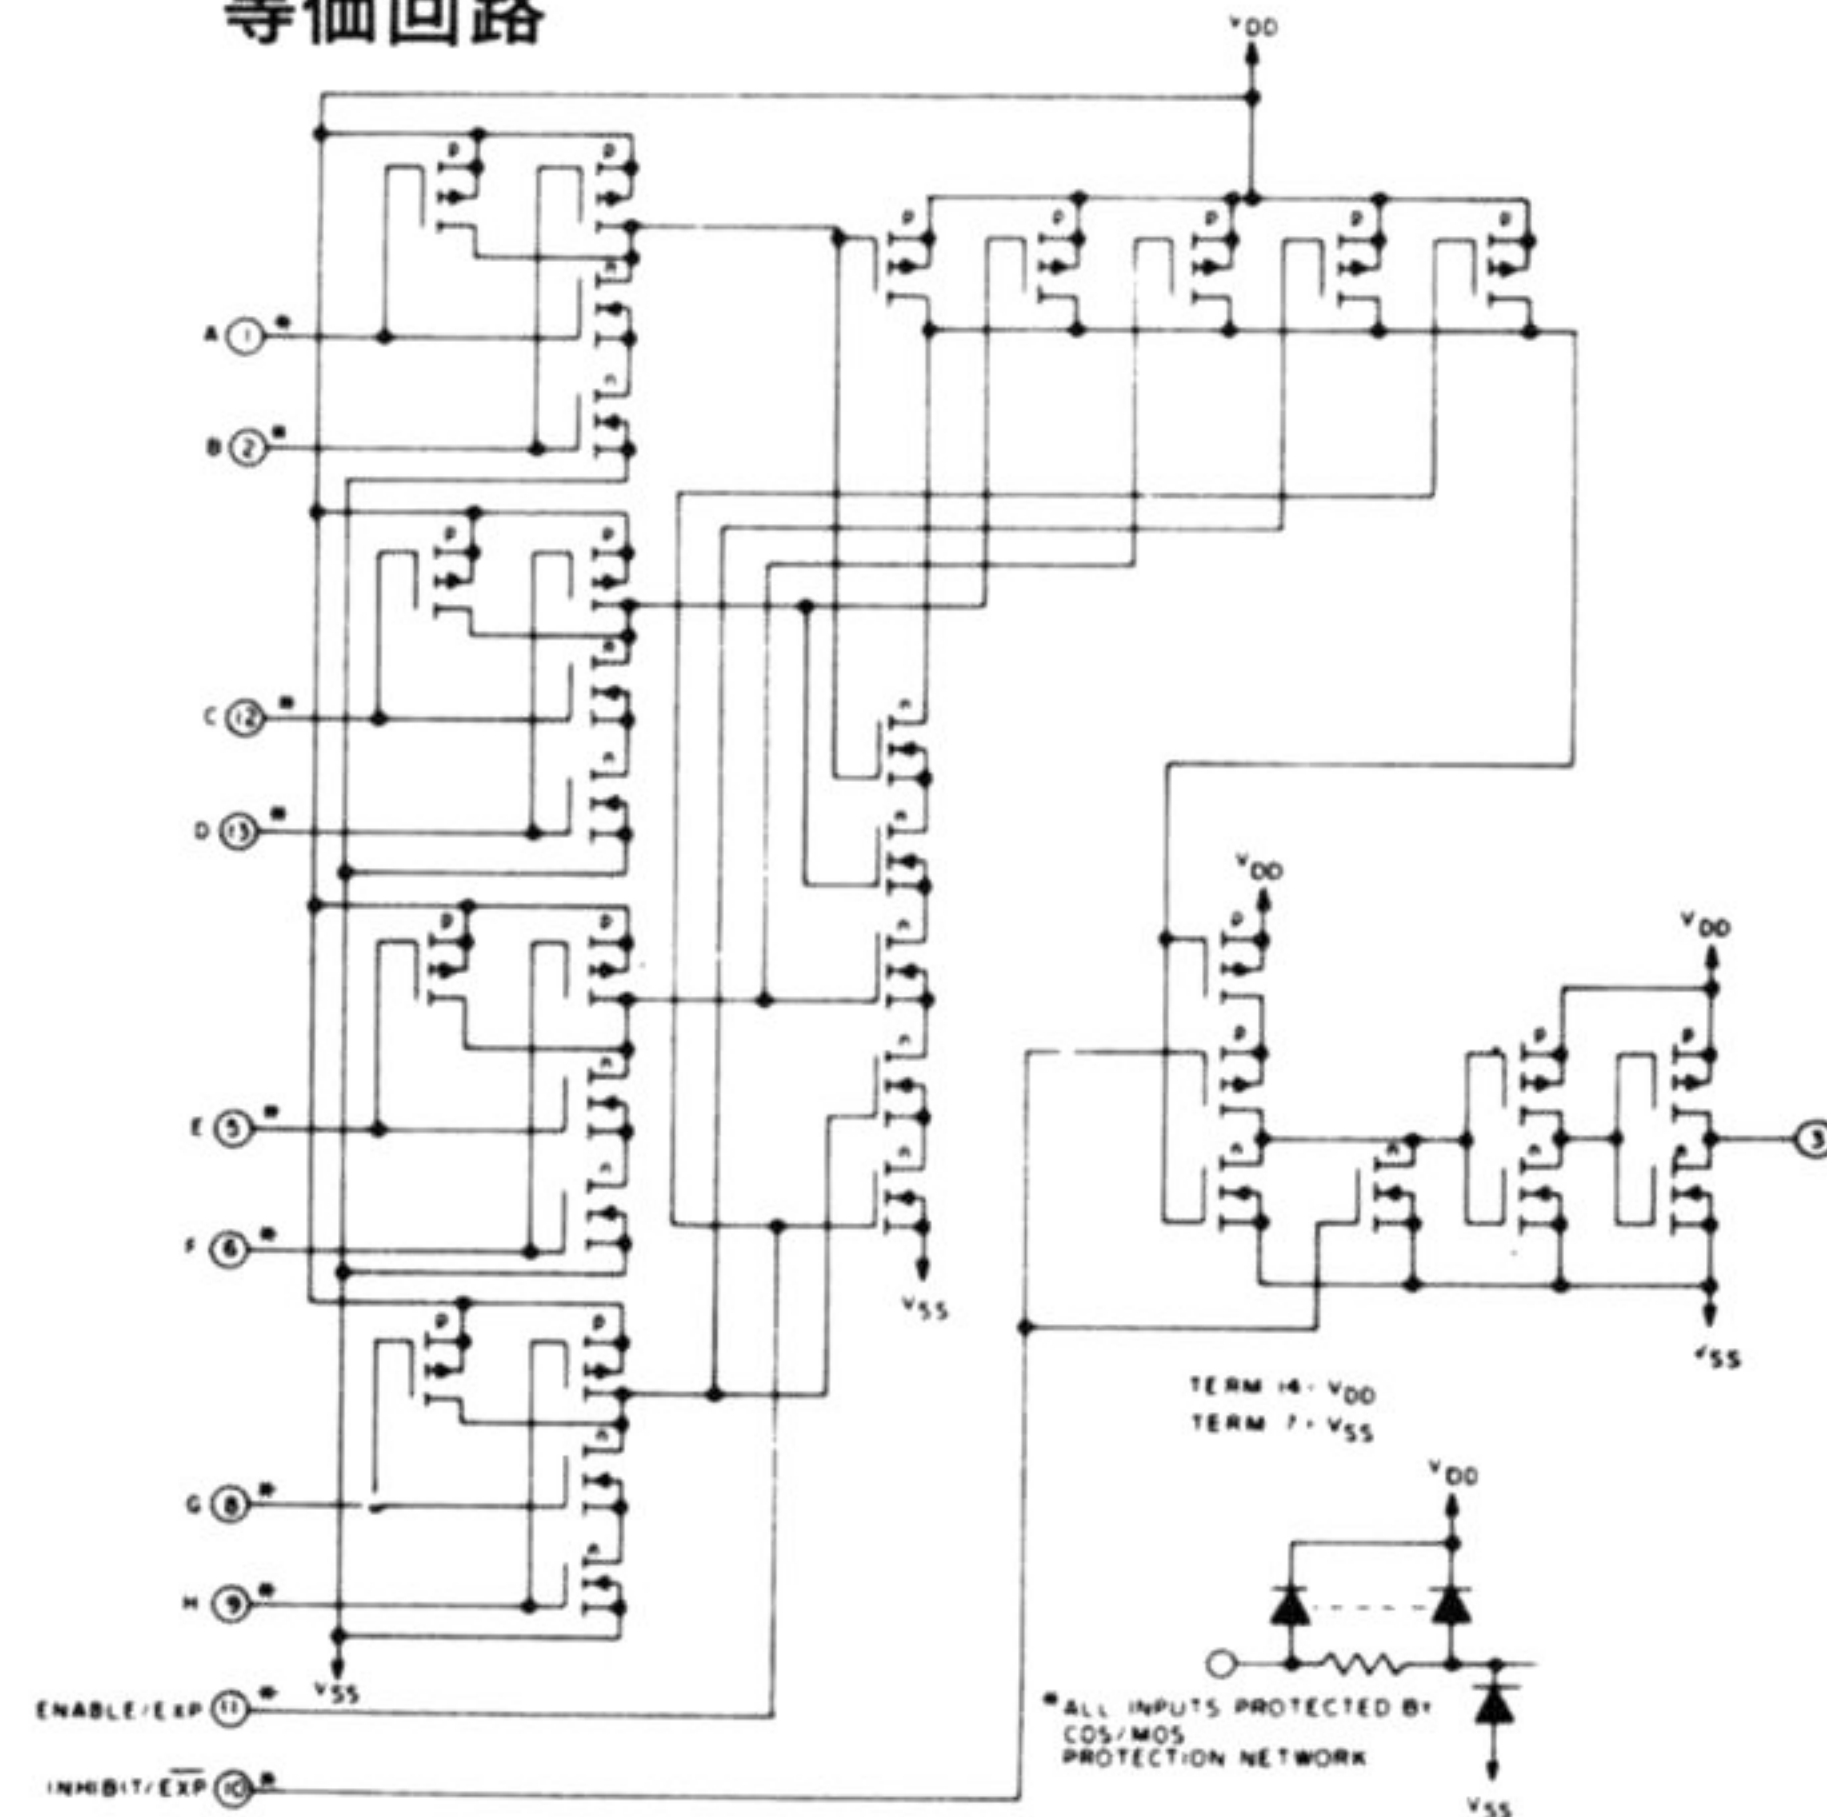 等価回路
VDD
p p
p p p p p
n
A 1 *
n
B 2 *
p p
n
C 12 *
n
n
D 13 *
n
VDD
p p
n
p
VDD
n
p
p p
E 5 *
n
n
n n n
F 6 *
VSS
p p
VSS
TERM 14 = VDD
TERM 7 = VSS
n
VDD
G 8 *
n
H 9 *
VSS
ENABLE/EXP 11 *
*ALL INPUTS PROTECTED BY
COS/MOS
PROTECTION NETWORK
INHIBIT/E̅X̅P̅ 10 *
VSS
3